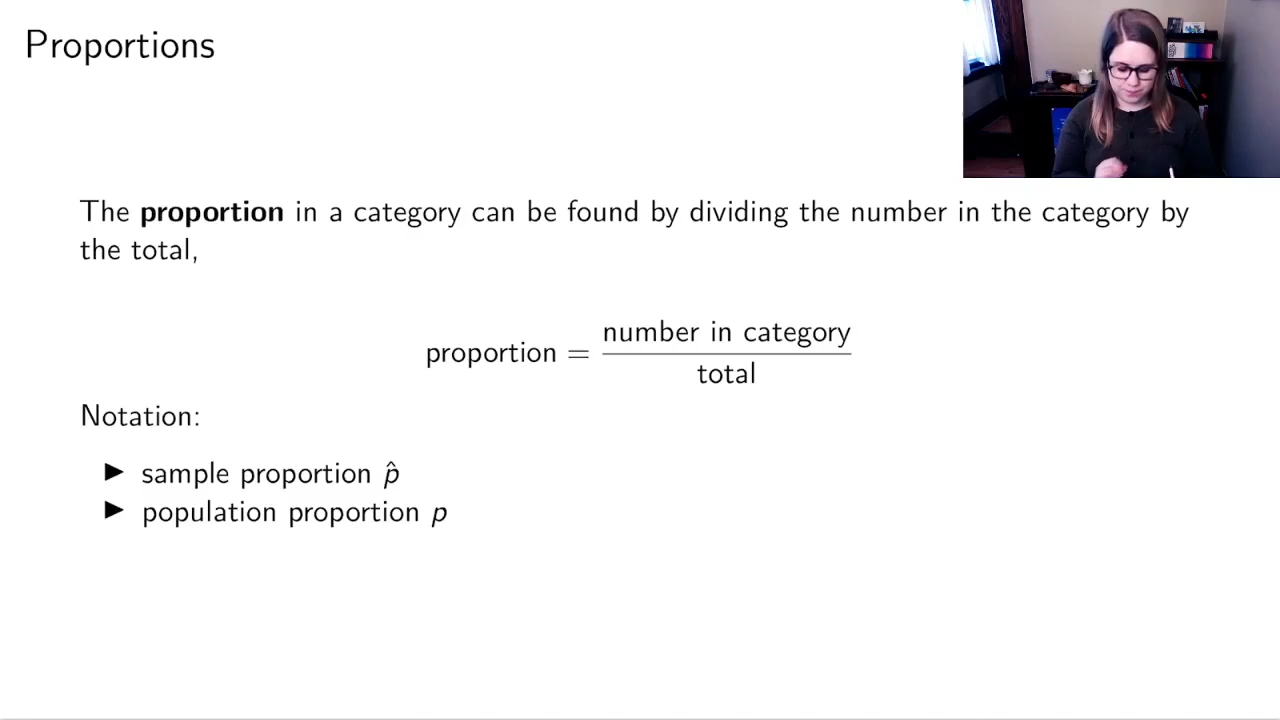 Proportions
The proportion in a category can be found by dividing the number in the category by
the total,
proportion = number in category / total
Notation:
▶ sample proportion p̂
▶ population proportion p